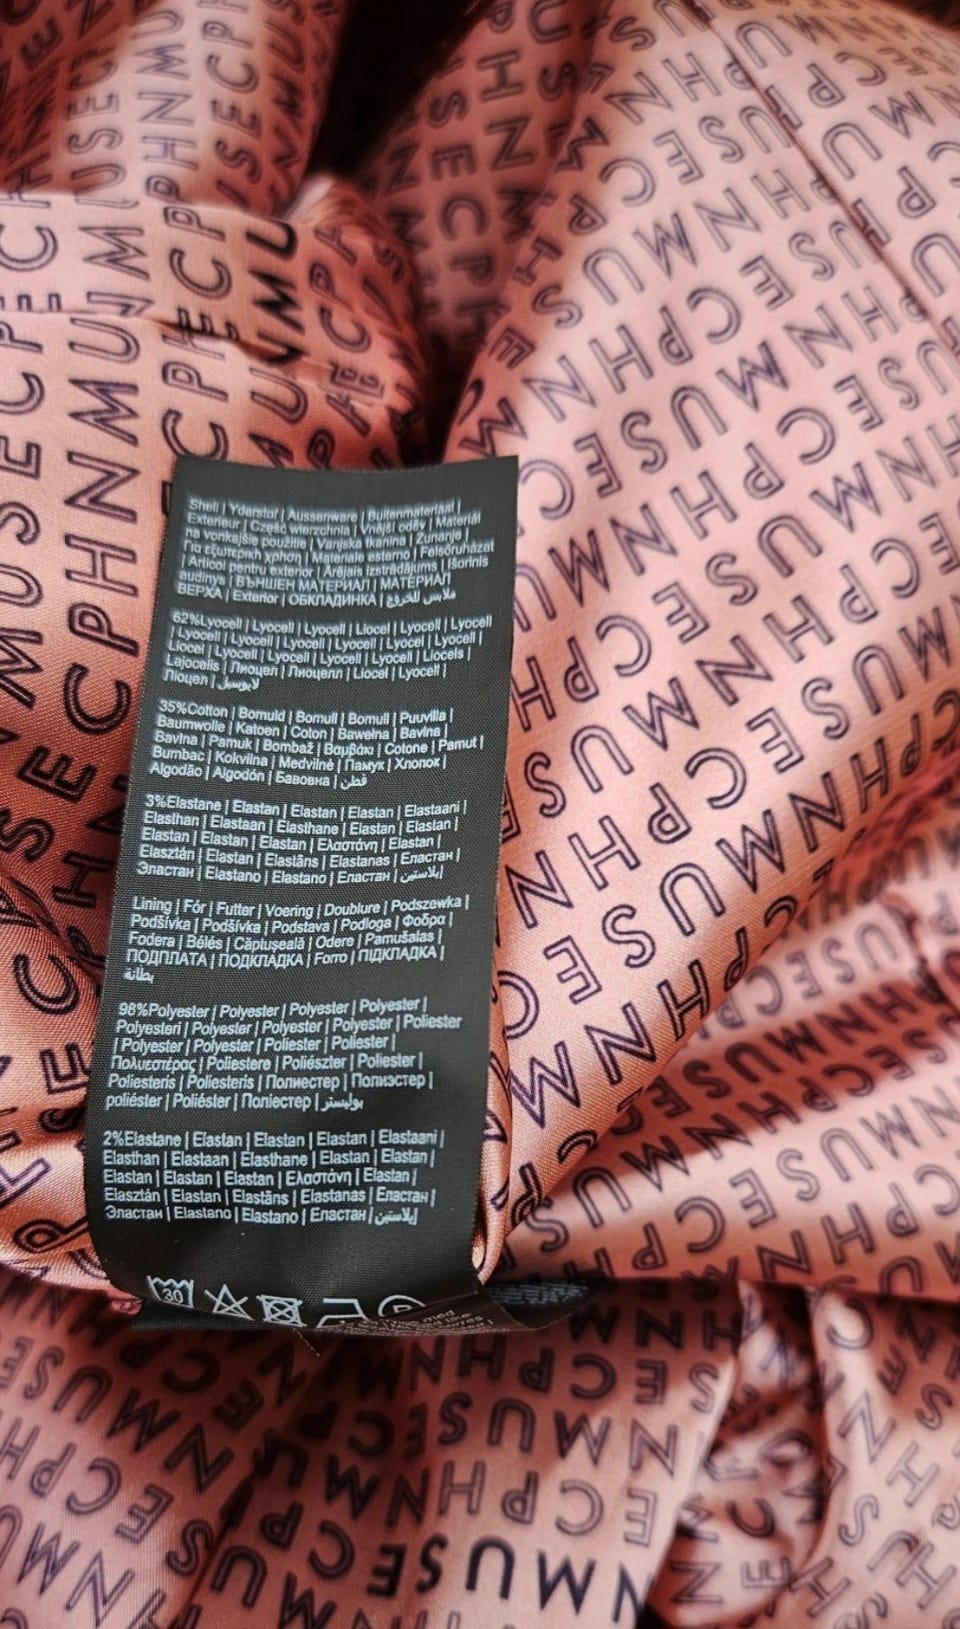 Shell | Yderstof | Aussenware | Buitenmateriaal |
Exterieur | Część wierzchnia | Vnější oděv | Materiál
na vonkajšie použitie | Vanjska tkanina | Zunanje |
Για εξωτερική χρήση | Materiale esterno | Felsőruházat
| Articol pentru exterior | Ārējais izstrādājums | Išorinis
audinys | ВЪНШЕН МАТЕРИАЛ | МАТЕРИАЛ
ВЕРХА | Exterior | ОБКЛАДИНКА | ملابس للخروج
62%Lyocell | Lyocell | Lyocell | Liocel | Lyocell | Lyocell
| Lyocell | Lyocell | Lyocell | Lyocell | Lyocel | Lyocell |
Liocel | Lyocell | Lyocell | Lyocell | Lyocell | Liocels |
Lajocelis | Лиоцел | Лиоцелл | Liocel | Lyocell |
Ліоцел | لايوسيل
35%Cotton | Bomuld | Bomull | Bomull | Puuvilla |
Baumwolle | Katoen | Coton | Bawełna | Bavlna |
Bavlna | Pamuk | Bombaž | Βαμβάκι | Cotone | Pamut |
Bumbac | Kokvilna | Medvilnė | Памук | Хлопок |
Algodão | Algodón | Бавовна | قطن
3%Elastane | Elastan | Elastan | Elastan | Elastaani |
Elasthan | Elastaan | Elasthane | Elastan | Elastan |
Elastan | Elastan | Elastan | Ελαστάνη | Elastan |
Elasztán | Elastan | Elastāns | Elastanas | Еластан |
Эластан | Elastano | Elastano | Еластан | إيلاستين
Lining | Fór | Futter | Voering | Doublure | Podszewka |
Podšívka | Podšívka | Podstava | Podloga | Φοδρα |
Fodera | Bélés | Căptușeală | Odere | Pamušalas |
ПОДПЛАТА | ПОДКЛАДКА | Forro | ПІДКЛАДКА |
بطانة
98%Polyester | Polyester | Polyester | Polyester |
Polyesteri | Polyester | Polyester | Polyester | Poliester
| Polyester | Polyester | Poliester | Poliester |
Πολυεστέρας | Poliestere | Poliészter | Poliester |
Poliesteris | Poliesteris | Полиестер | Полиэстер |
poliéster | Poliéster | Поліестер | بوليستر
2%Elastane | Elastan | Elastan | Elastan | Elastaani |
Elasthan | Elastaan | Elasthane | Elastan | Elastan |
Elastan | Elastan | Elastan | Ελαστάνη | Elastan |
Elasztán | Elastan | Elastāns | Elastanas | Еластан |
Эластан | Elastano | Elastano | Еластан | إيلاستين
30
NMUSECPHNMUSECPH